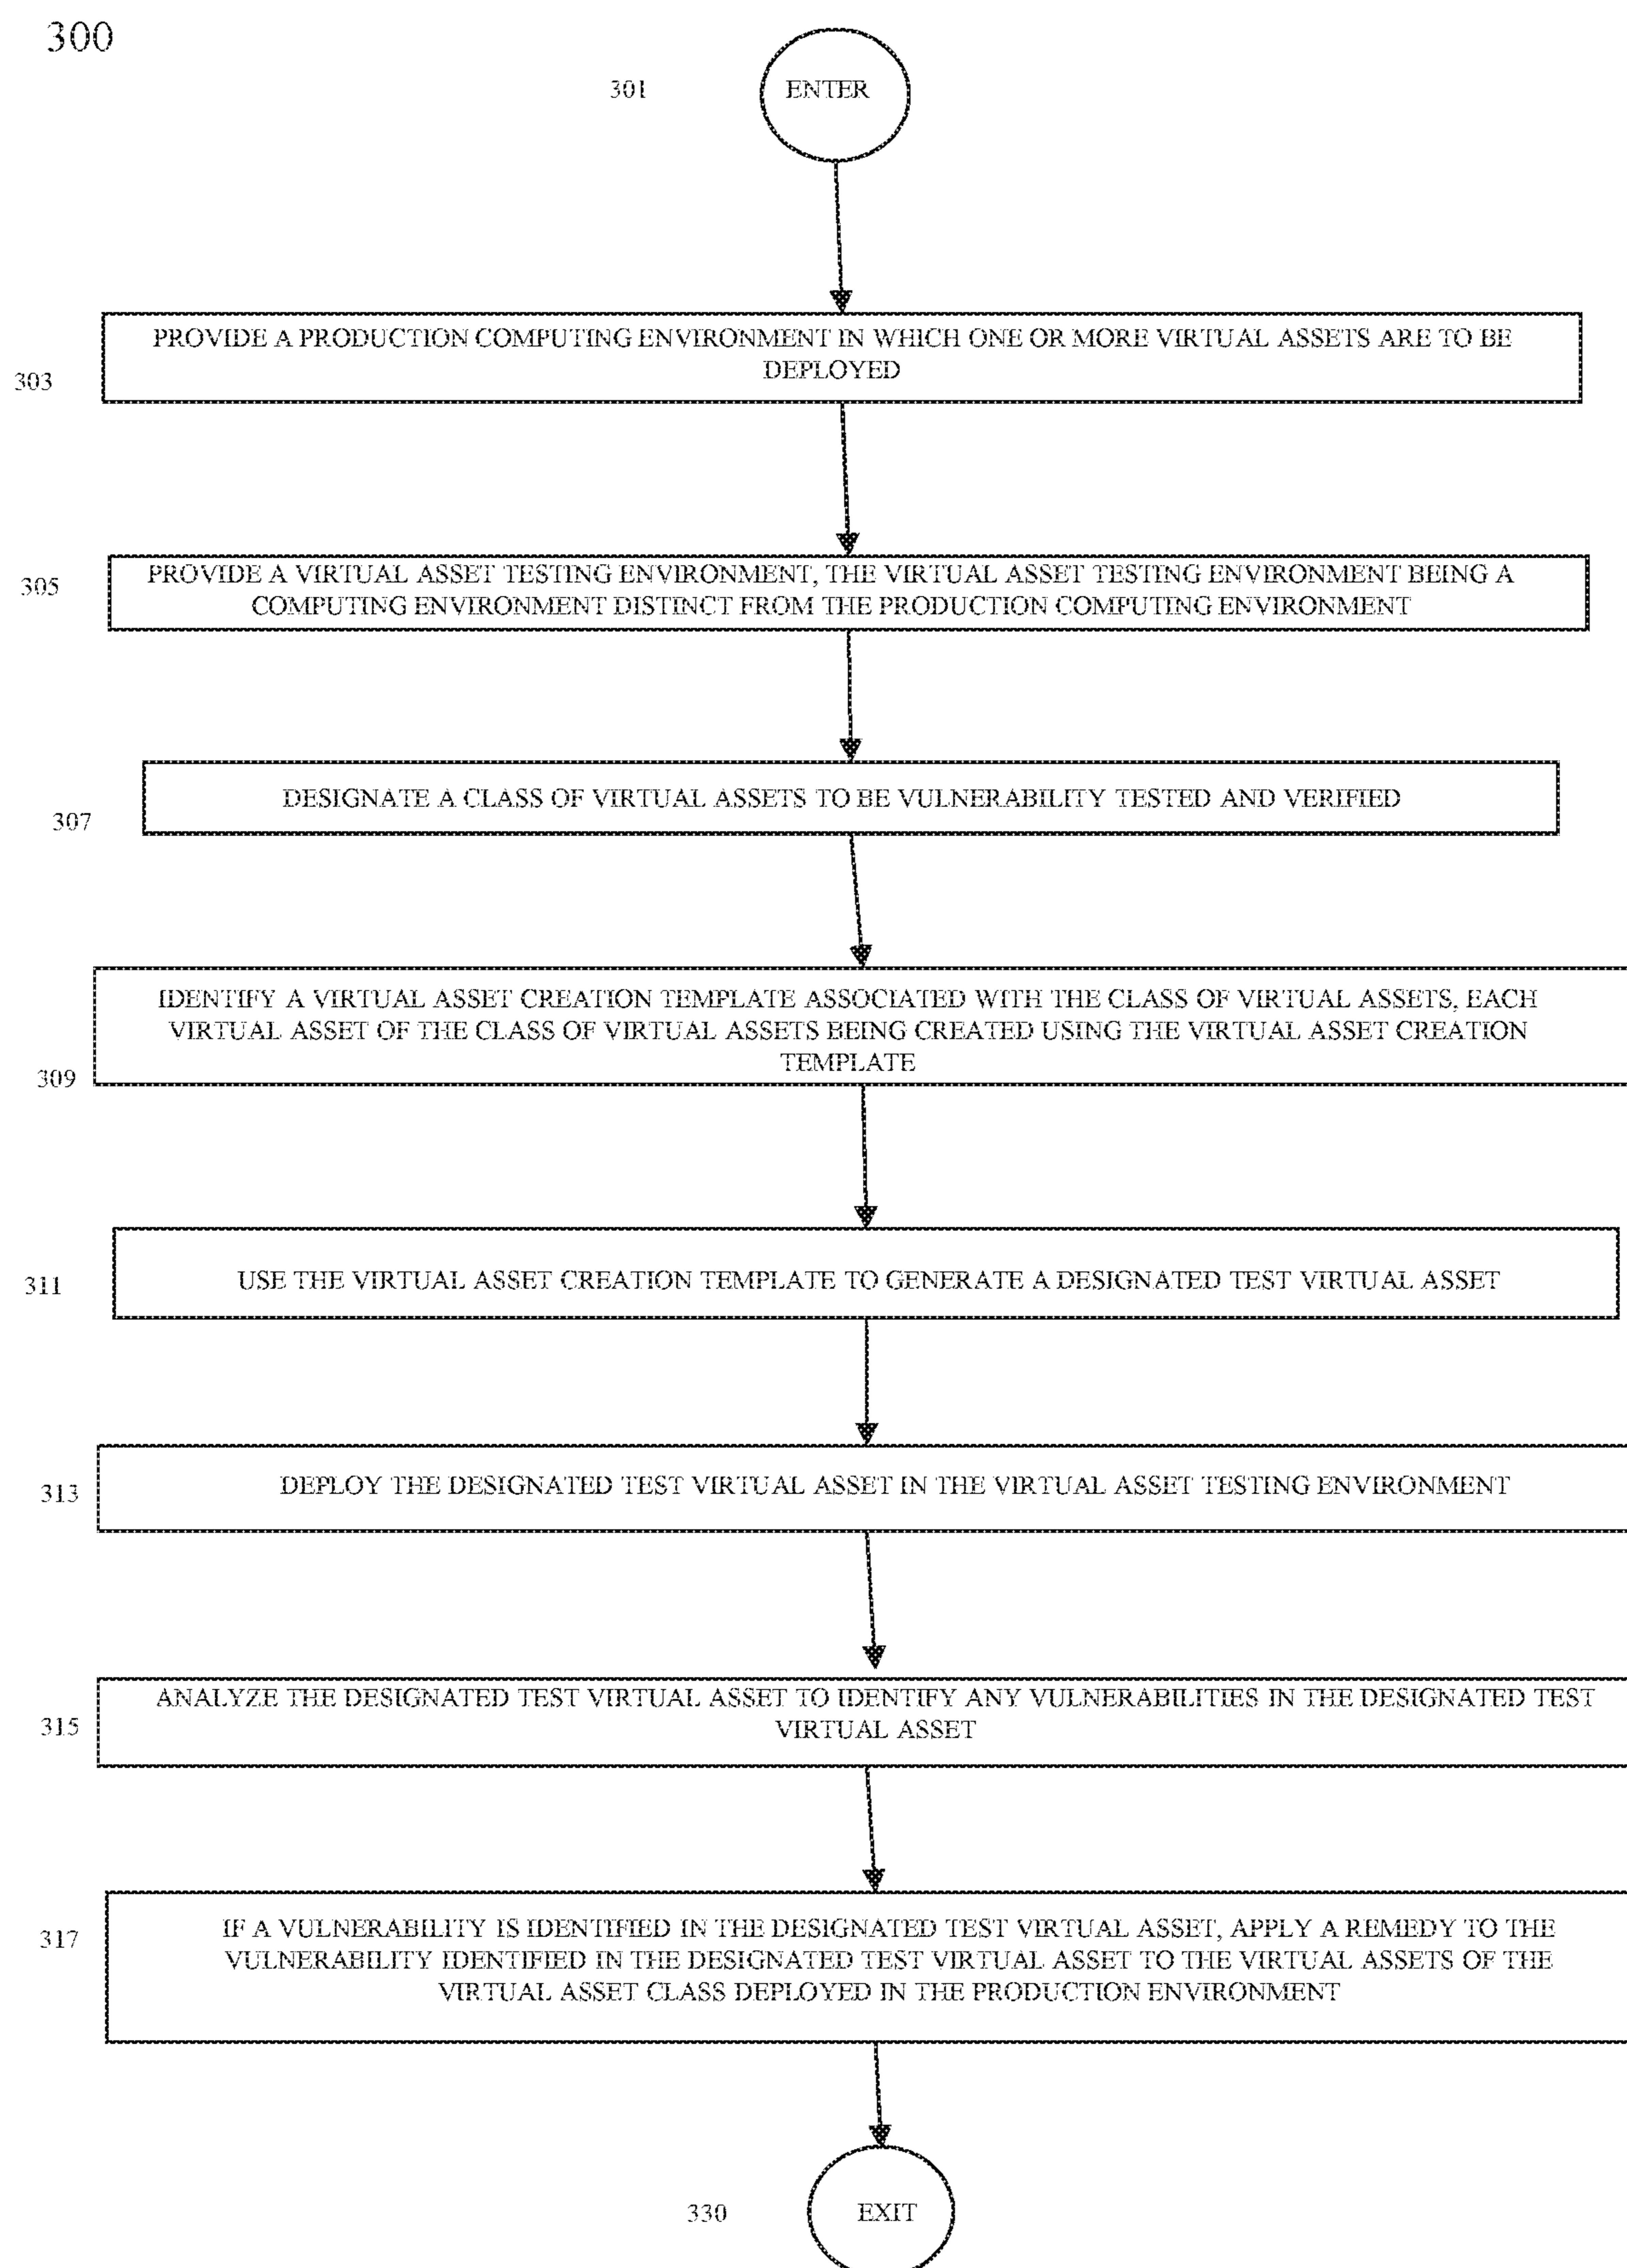 300
301
ENTER
PROVIDE A PRODUCTION COMPUTING ENVIRONMENT IN WHICH ONE OR MORE VIRTUAL ASSETS ARE TO BE
DEPLOYED
303
305
PROVIDE A VIRTUAL ASSET TESTING ENVIRONMENT, THE VIRTUAL ASSET TESTING ENVIRONMENT BEING A
COMPUTING ENVIRONMENT DISTINCT FROM THE PRODUCTION COMPUTING ENVIRONMENT
DESIGNATE A CLASS OF VIRTUAL ASSETS TO BE VULNERABILITY TESTED AND VERIFIED
307
IDENTIFY A VIRTUAL ASSET CREATION TEMPLATE ASSOCIATED WITH THE CLASS OF VIRTUAL ASSETS, EACH
VIRTUAL ASSET OF THE CLASS OF VIRTUAL ASSETS BEING CREATED USING THE VIRTUAL ASSET CREATION
TEMPLATE
309
USE THE VIRTUAL ASSET CREATION TEMPLATE TO GENERATE A DESIGNATED TEST VIRTUAL ASSET
311
DEPLOY THE DESIGNATED TEST VIRTUAL ASSET IN THE VIRTUAL ASSET TESTING ENVIRONMENT
313
ANALYZE THE DESIGNATED TEST VIRTUAL ASSET TO IDENTIFY ANY VULNERABILITIES IN THE DESIGNATED TEST
VIRTUAL ASSET
315
IF A VULNERABILITY IS IDENTIFIED IN THE DESIGNATED TEST VIRTUAL ASSET, APPLY A REMEDY TO THE
VULNERABILITY IDENTIFIED IN THE DESIGNATED TEST VIRTUAL ASSET TO THE VIRTUAL ASSETS OF THE
VIRTUAL ASSET CLASS DEPLOYED IN THE PRODUCTION ENVIRONMENT
317
330
EXIT